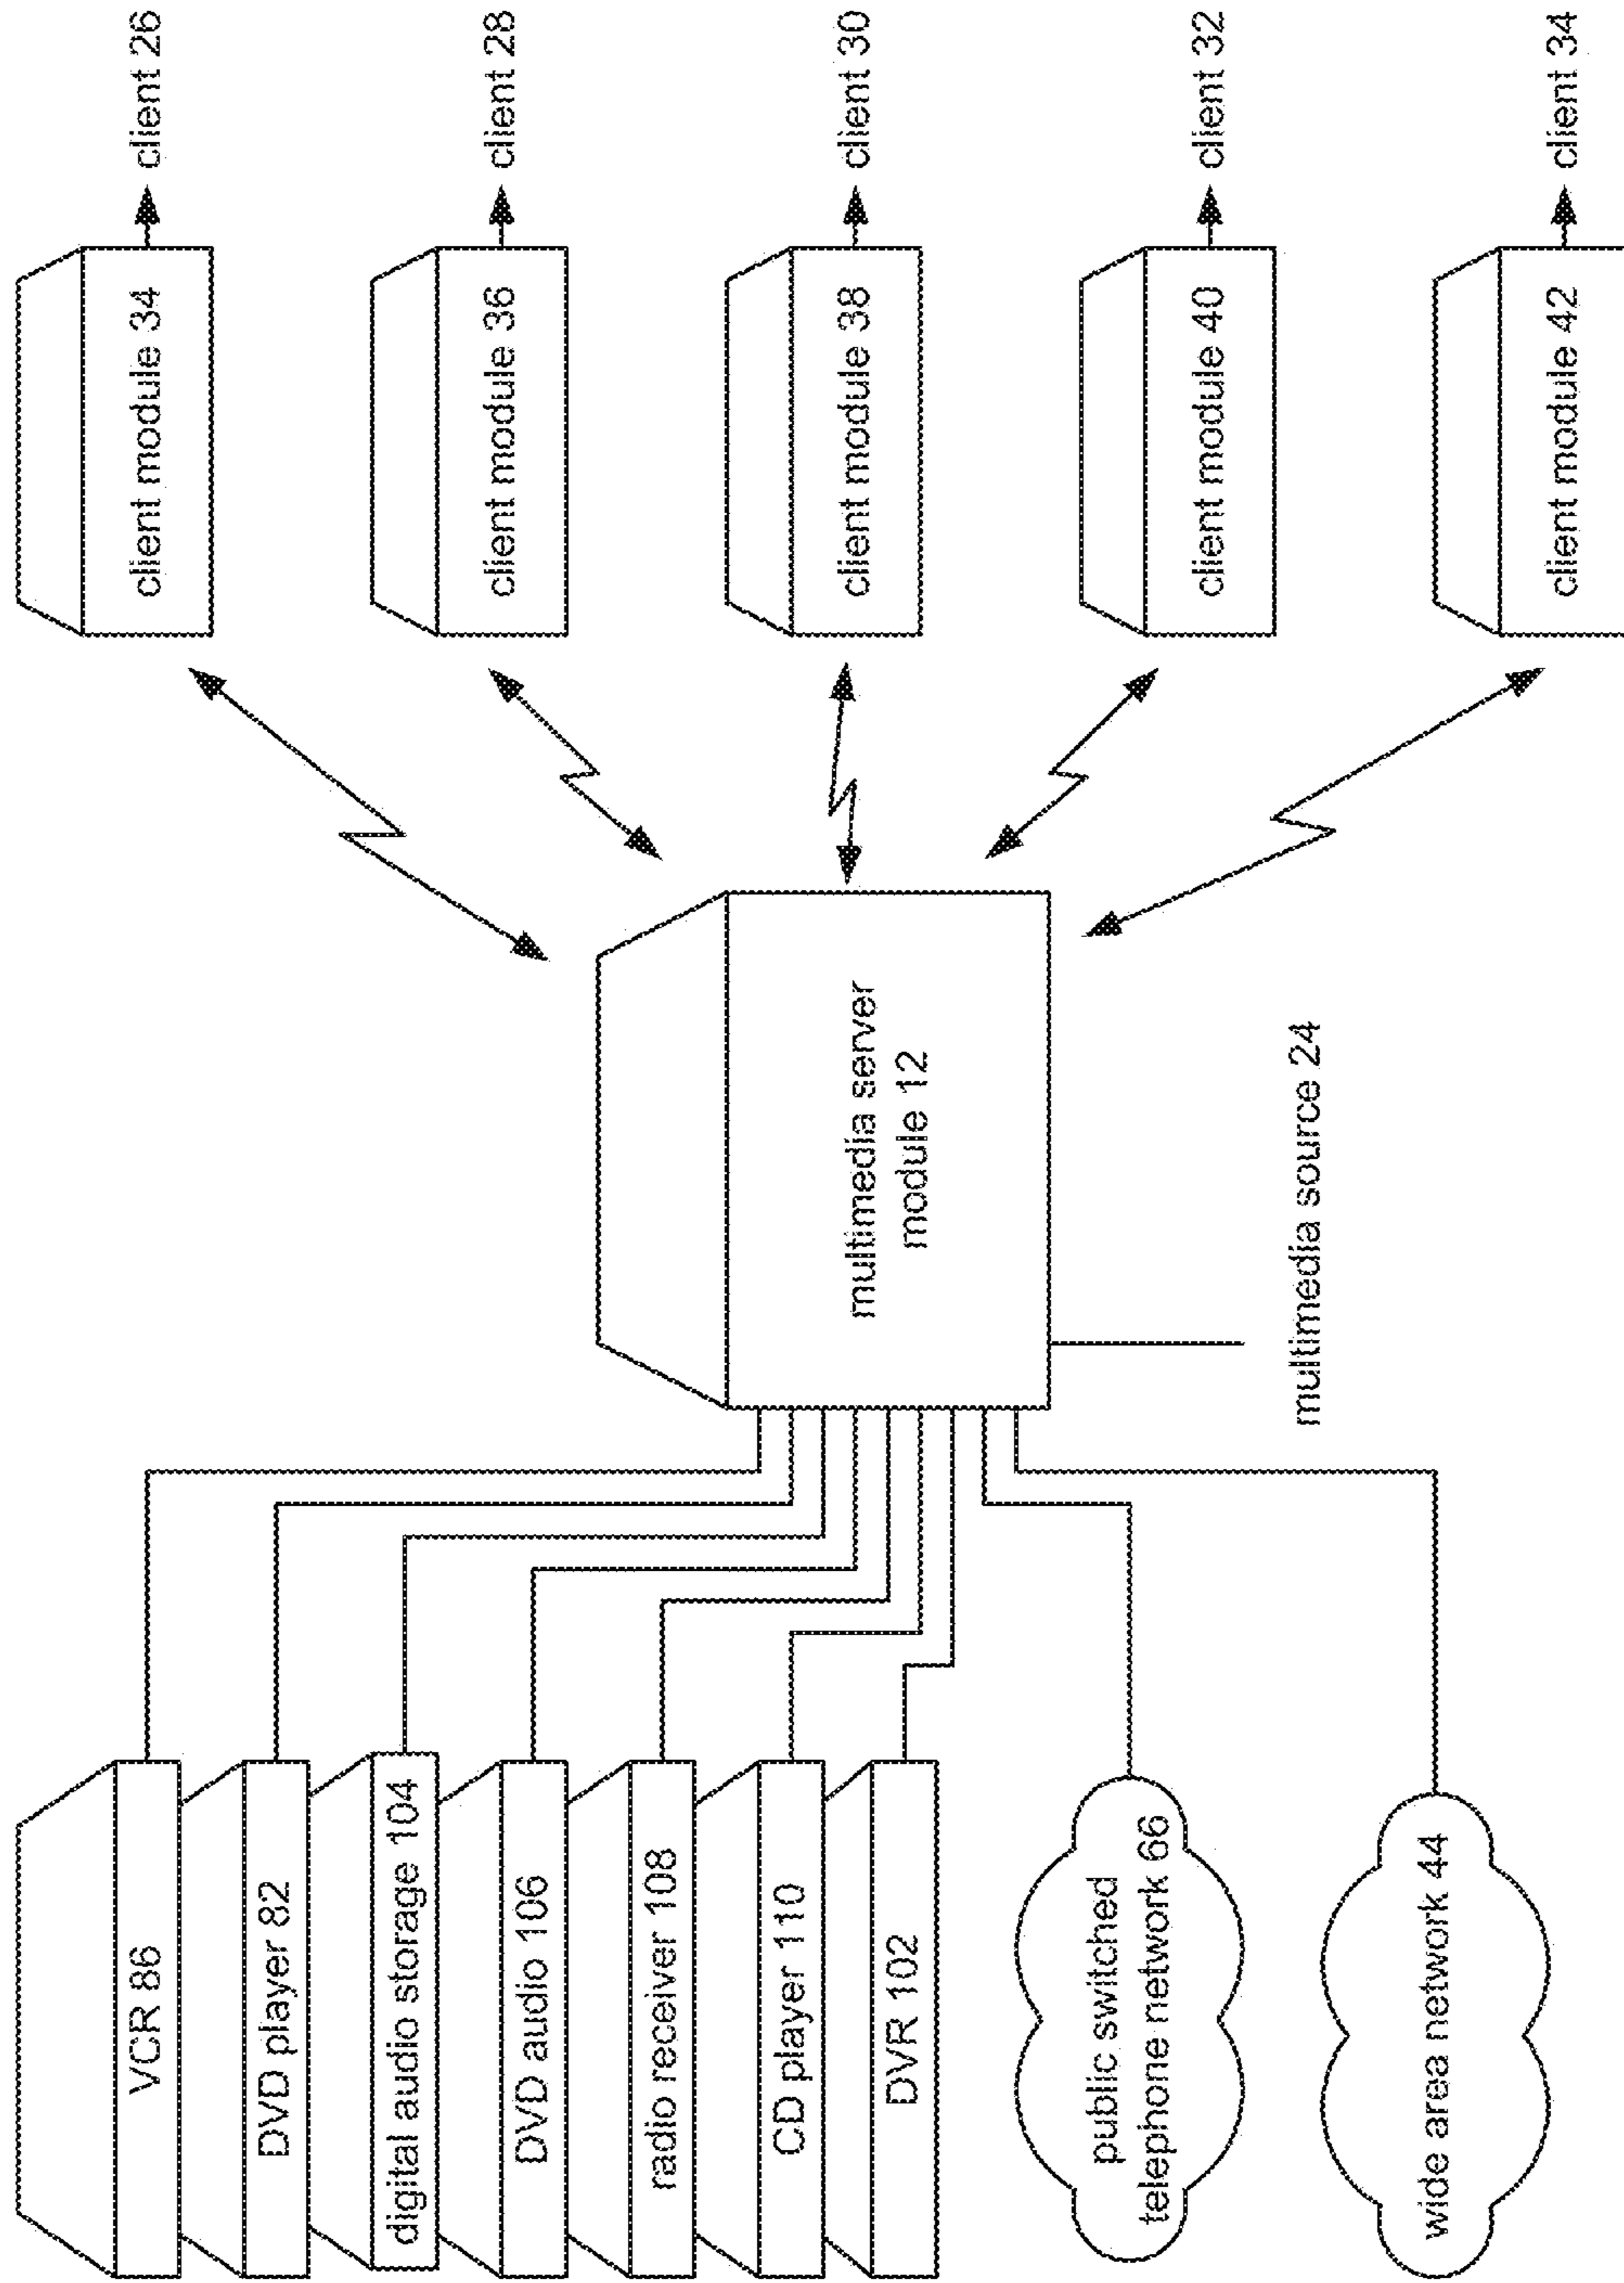 VCR 86
DVD player 82
digital audio storage 104
DVD audio 106
radio receiver 108
CD player 110
DVR 102
public switched
telephone network 66
wide area network 44
multimedia server
module 12
multimedia source 24
client module 34
client 26
client module 36
client 28
client module 38
client 30
client module 40
client 32
client module 42
client 34